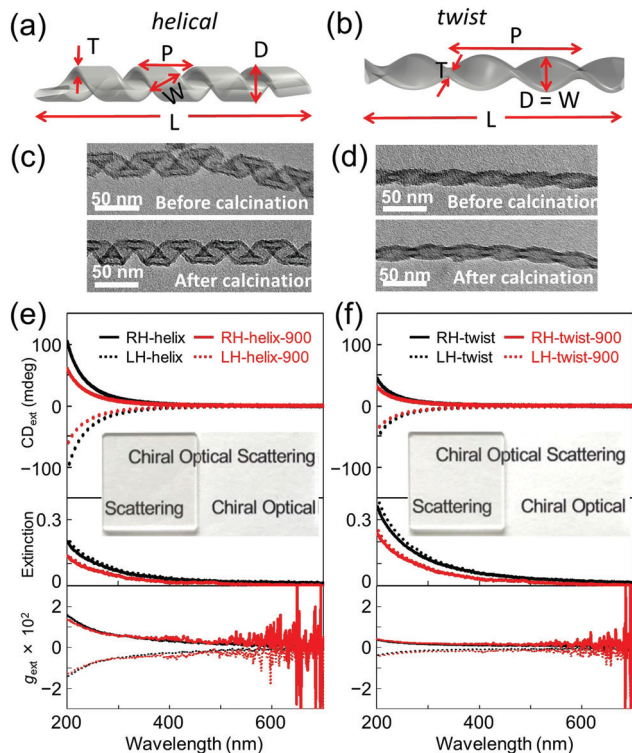 (a) helical
T P D
W
L
(b) twist
P
T
D = W
L
(c)
50 nm Before calcination
50 nm After calcination
(d)
50 nm Before calcination
50 nm After calcination
(e)
RH-helix RH-helix-900
LH-helix LH-helix-900
CDext (mdeg)
100
0
−100
Chiral Optical Scattering
Scattering Chiral Optical
Extinction
0.3
0
gext × 10²
2
0
−2
200 400 600
Wavelength (nm)
(f)
RH-twist RH-twist-900
LH-twist LH-twist-900
100
0
−100
Chiral Optical Scattering
Scattering Chiral Optical
0.3
0
2
0
−2
200 400 600
Wavelength (nm)